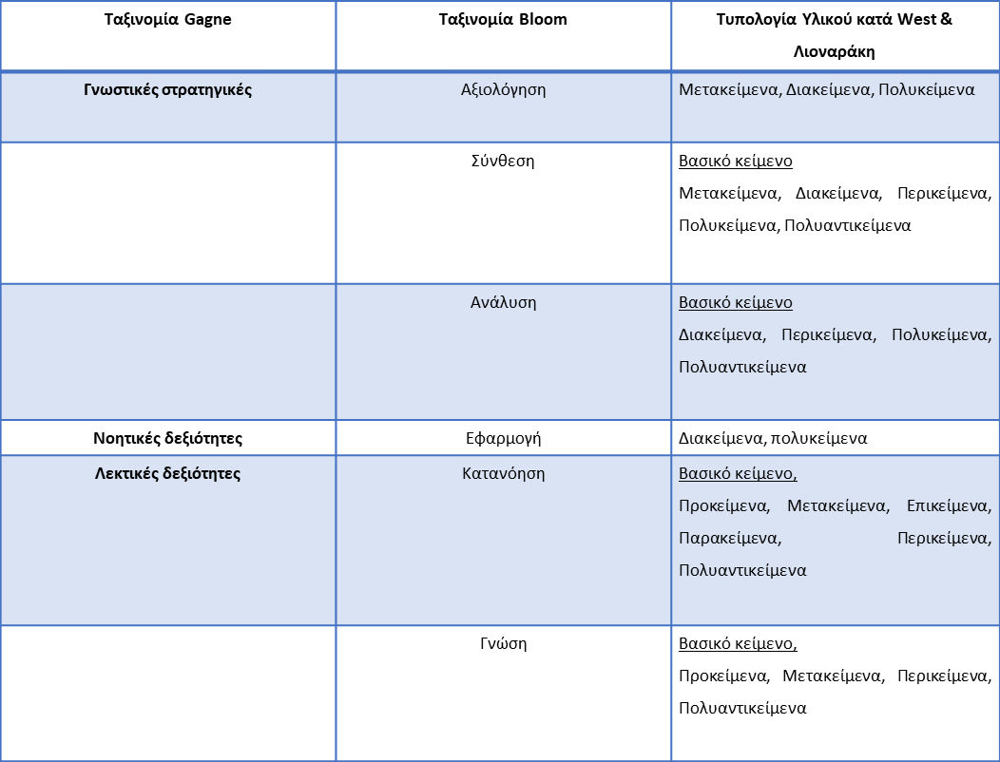 Ταξινομία Gagne
Ταξινομία Bloom
Τυπολογία Υλικού κατά West &
Λιοναράκη
Γνωστικές στρατηγικές
Αξιολόγηση
Μετακείμενα, Διακείμενα, Πολυκείμενα
Σύνθεση
Βασικό κείμενο
Μετακείμενα, Διακείμενα, Περικείμενα,
Πολυκείμενα, Πολυαντικείμενα
Ανάλυση
Βασικό κείμενο
Διακείμενα, Περικείμενα, Πολυκείμενα,
Πολυαντικείμενα
Νοητικές δεξιότητες
Εφαρμογή
Διακείμενα, πολυκείμενα
Λεκτικές δεξιότητες
Κατανόηση
Βασικό κείμενο,
Προκείμενα, Μετακείμενα, Επικείμενα,
Παρακείμενα, Περικείμενα,
Πολυαντικείμενα
Γνώση
Βασικό κείμενο,
Προκείμενα, Μετακείμενα, Περικείμενα,
Πολυαντικείμενα